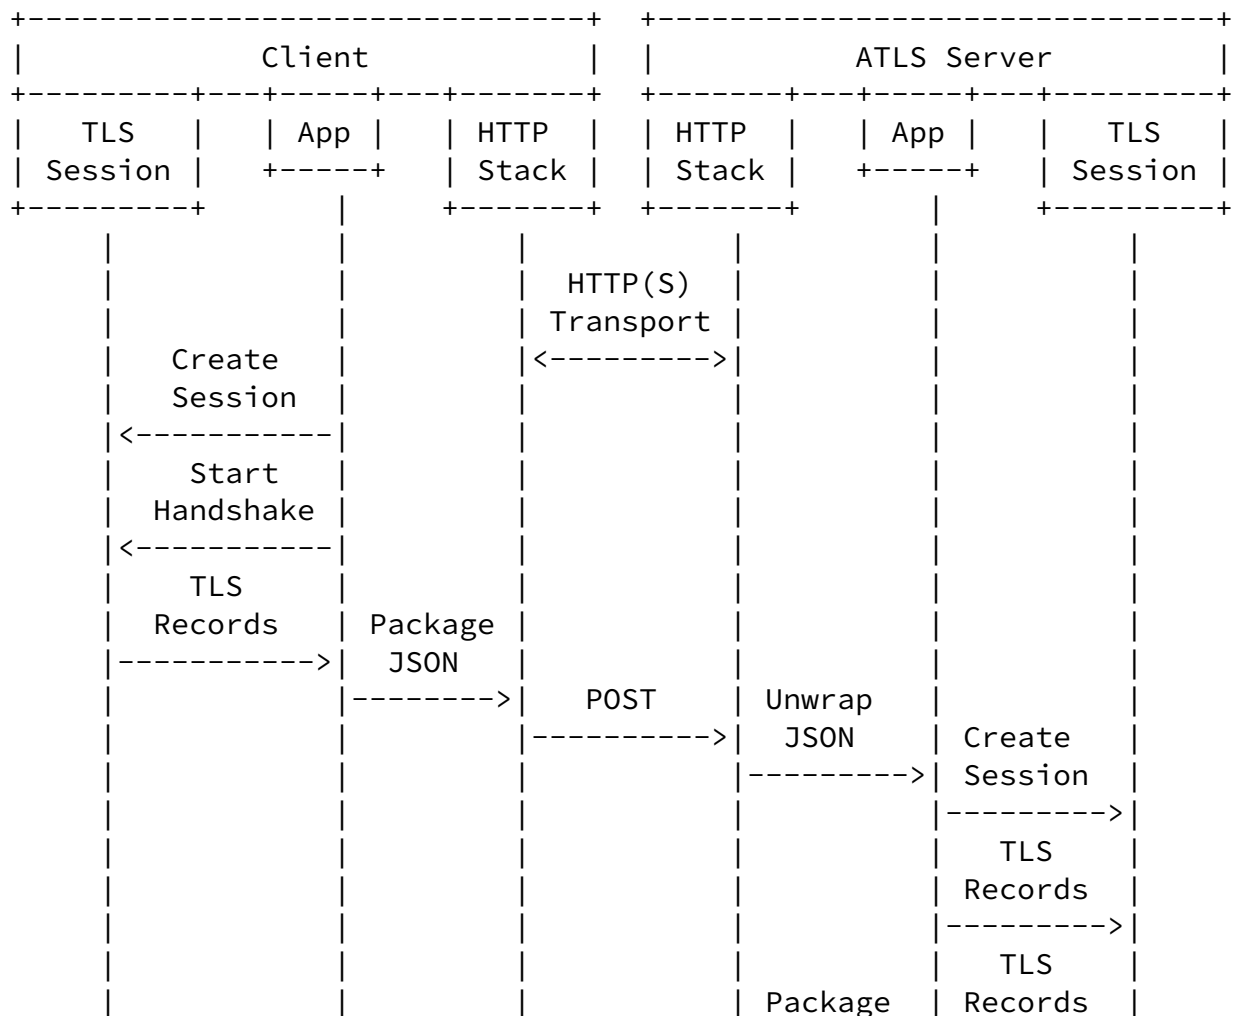 Client ATLS Server
TLS App HTTP HTTP App TLS
Session Stack Stack Session
HTTP(S)
Transport
Create
Session
Start
Handshake
TLS
Records Package
JSON
POST Unwrap
JSON Create
Session
TLS
Records
TLS
Package Records